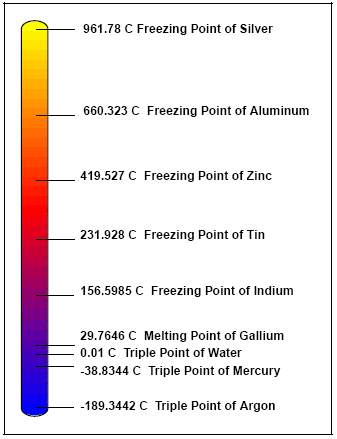 961.78 C Freezing Point of Silver
660.323 C Freezing Point of Aluminum
419.527 C Freezing Point of Zinc
231.928 C Freezing Point of Tin
156.5985 C Freezing Point of Indium
29.7646 C Melting Point of Gallium
0.01 C Triple Point of Water
-38.8344 C Triple Point of Mercury
-189.3442 C Triple Point of Argon